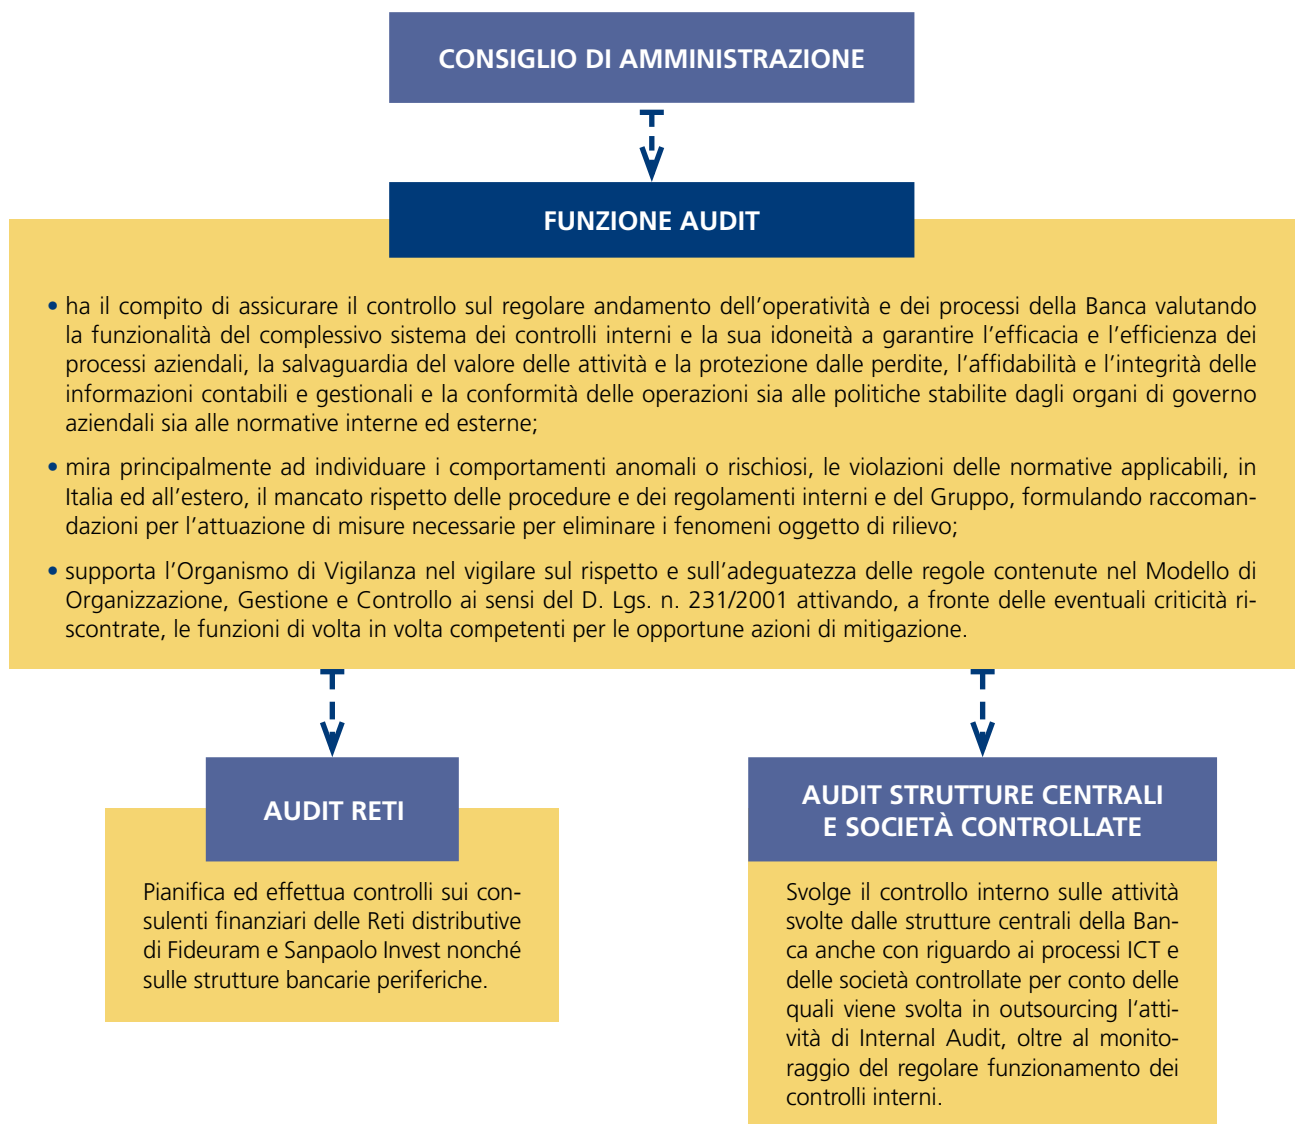 CONSIGLIO DI AMMINISTRAZIONE
FUNZIONE AUDIT
• ha il compito di assicurare il controllo sul regolare andamento dell'operatività e dei processi della Banca valutando
la funzionalità del complessivo sistema dei controlli interni e la sua idoneità a garantire l'efficacia e l'efficienza dei
processi aziendali, la salvaguardia del valore delle attività e la protezione dalle perdite, l'affidabilità e l'integrità delle
informazioni contabili e gestionali e la conformità delle operazioni sia alle politiche stabilite dagli organi di governo
aziendali sia alle normative interne ed esterne;
• mira principalmente ad individuare i comportamenti anomali o rischiosi, le violazioni delle normative applicabili, in
Italia ed all'estero, il mancato rispetto delle procedure e dei regolamenti interni e del Gruppo, formulando raccoman-
dazioni per l'attuazione di misure necessarie per eliminare i fenomeni oggetto di rilievo;
• supporta l'Organismo di Vigilanza nel vigilare sul rispetto e sull'adeguatezza delle regole contenute nel Modello di
Organizzazione, Gestione e Controllo ai sensi del D. Lgs. n. 231/2001 attivando, a fronte delle eventuali criticità ri-
scontrate, le funzioni di volta in volta competenti per le opportune azioni di mitigazione.
AUDIT RETI
Pianifica ed effettua controlli sui con-
sulenti finanziari delle Reti distributive
di Fideuram e Sanpaolo Invest nonché
sulle strutture bancarie periferiche.
AUDIT STRUTTURE CENTRALI
E SOCIETÀ CONTROLLATE
Svolge il controllo interno sulle attività
svolte dalle strutture centrali della Ban-
ca anche con riguardo ai processi ICT e
delle società controllate per conto delle
quali viene svolta in outsourcing l'atti-
vità di Internal Audit, oltre al monito-
raggio del regolare funzionamento dei
controlli interni.